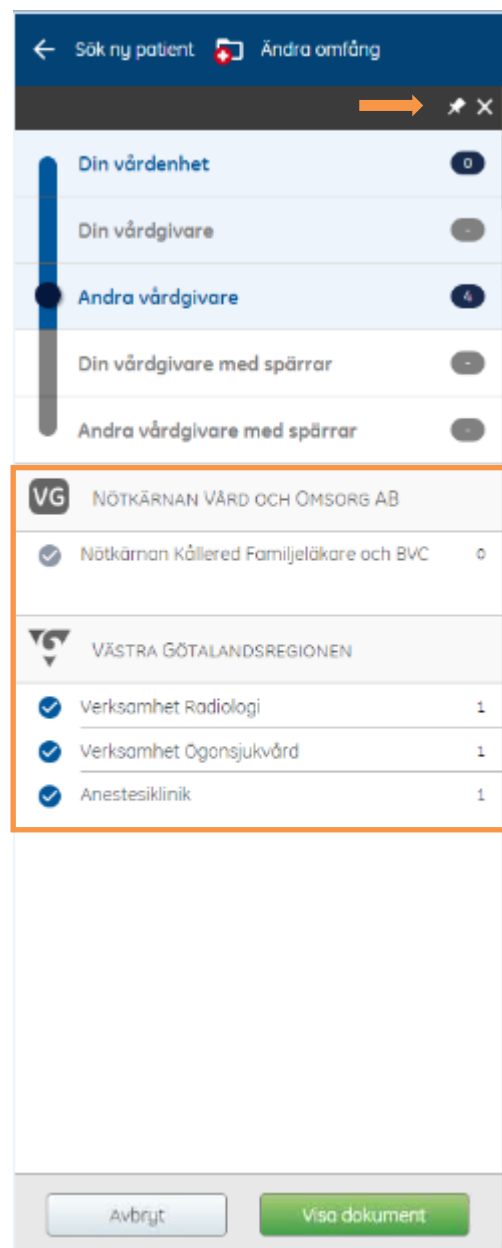 Sök ny patient Ändra omfång
Din vårdenhet 0
Din vårdgivare -
Andra vårdgivare 4
Din vårdgivare med spärrar -
Andra vårdgivare med spärrar -
VG NÖTKÄRNAN VÅRD OCH OMSORG AB
Nötkärnan Kållered Familjeläkare och BVC 0
VÄSTRA GÖTALANDSREGIONEN
Verksamhet Radiologi 1
Verksamhet Ögonsjukvård 1
Anestesiklinik 1
Avbryt Visa dokument